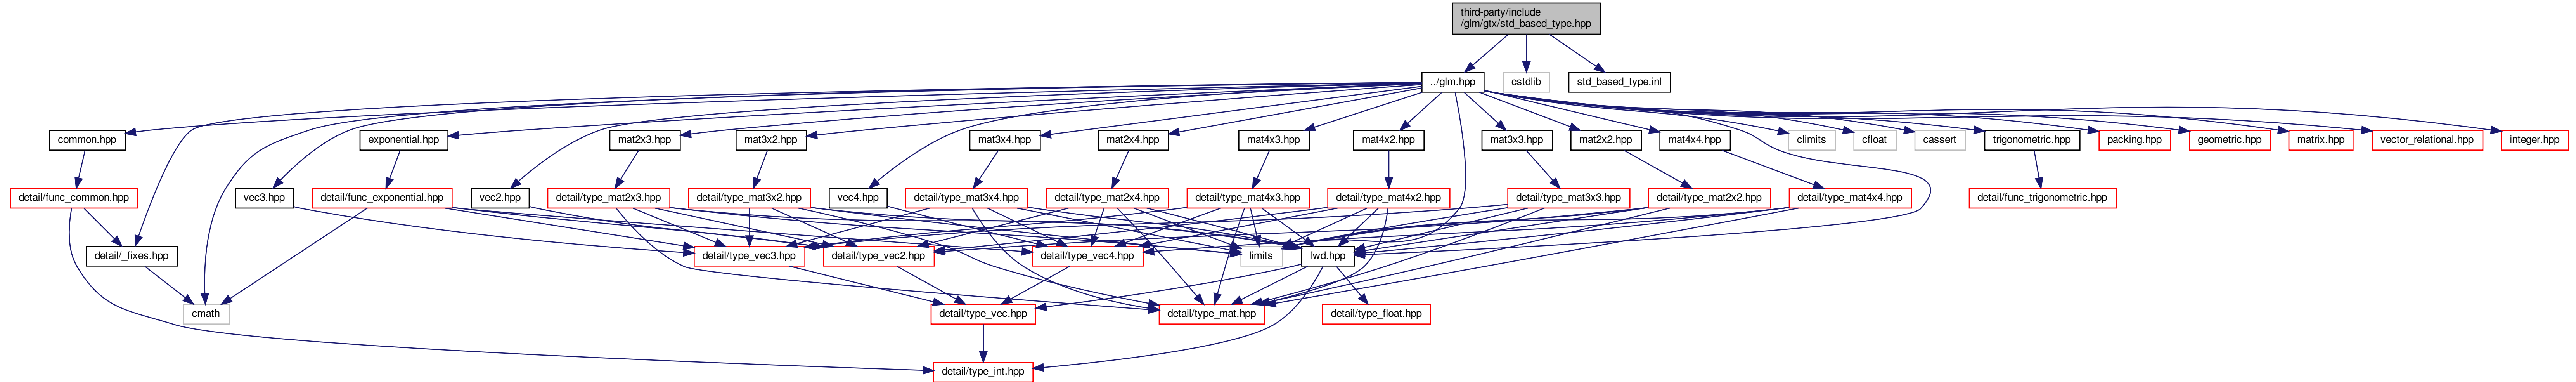 third-party/include
/glm/gtx/std_based_type.hpp
../glm.hpp
cstdlib
std_based_type.inl
common.hpp
exponential.hpp
mat2x3.hpp
mat3x2.hpp
mat3x4.hpp
mat2x4.hpp
mat4x3.hpp
mat4x2.hpp
mat3x3.hpp
mat2x2.hpp
mat4x4.hpp
climits
cfloat
cassert
trigonometric.hpp
packing.hpp
geometric.hpp
matrix.hpp
vector_relational.hpp
integer.hpp
detail/func_common.hpp
vec3.hpp
detail/func_exponential.hpp
vec2.hpp
detail/type_mat2x3.hpp
detail/type_mat3x2.hpp
vec4.hpp
detail/type_mat3x4.hpp
detail/type_mat2x4.hpp
detail/type_mat4x3.hpp
detail/type_mat4x2.hpp
detail/type_mat3x3.hpp
detail/type_mat2x2.hpp
detail/type_mat4x4.hpp
detail/func_trigonometric.hpp
detail/_fixes.hpp
detail/type_vec3.hpp
detail/type_vec2.hpp
detail/type_vec4.hpp
limits
fwd.hpp
cmath
detail/type_vec.hpp
detail/type_mat.hpp
detail/type_float.hpp
detail/type_int.hpp